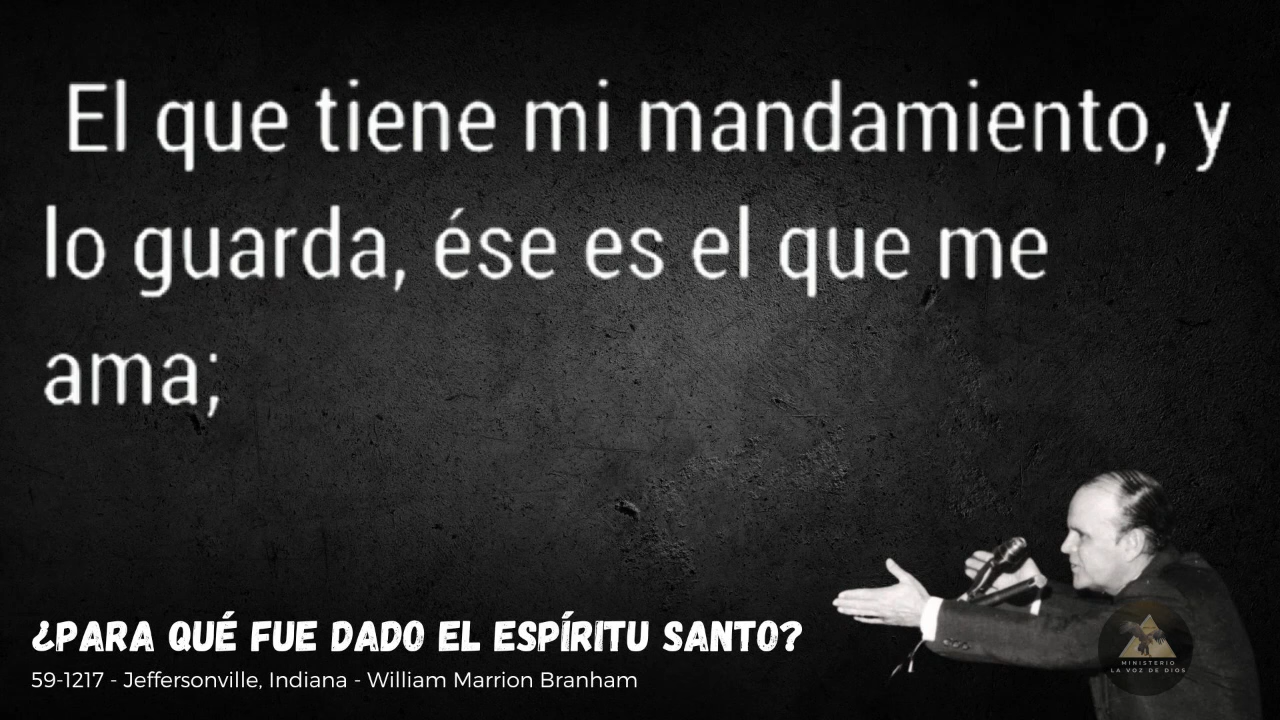 El que tiene mi mandamiento, y
lo guarda, ése es el que me
ama;
¿PARA QUÉ FUE DADO EL ESPÍRITU SANTO?
59-1217 - Jeffersonville, Indiana - William Marrion Branham
MINISTERIO
LA VOZ DE DIOS